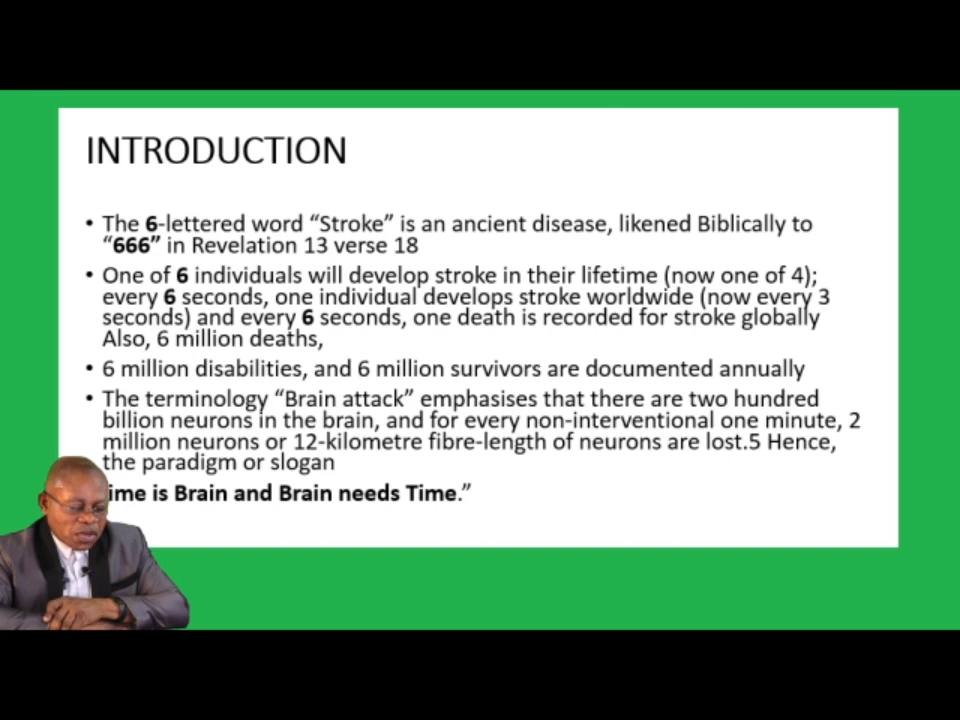 INTRODUCTION
• The 6-lettered word “Stroke” is an ancient disease, likened Biblically to
“666” in Revelation 13 verse 18
• One of 6 individuals will develop stroke in their lifetime (now one of 4);
every 6 seconds, one individual develops stroke worldwide (now every 3
seconds) and every 6 seconds, one death is recorded for stroke globally
Also, 6 million deaths,
• 6 million disabilities, and 6 million survivors are documented annually
• The terminology “Brain attack” emphasises that there are two hundred
billion neurons in the brain, and for every non-interventional one minute, 2
million neurons or 12-kilometre fibre-length of neurons are lost.5 Hence,
the paradigm or slogan
ime is Brain and Brain needs Time.”